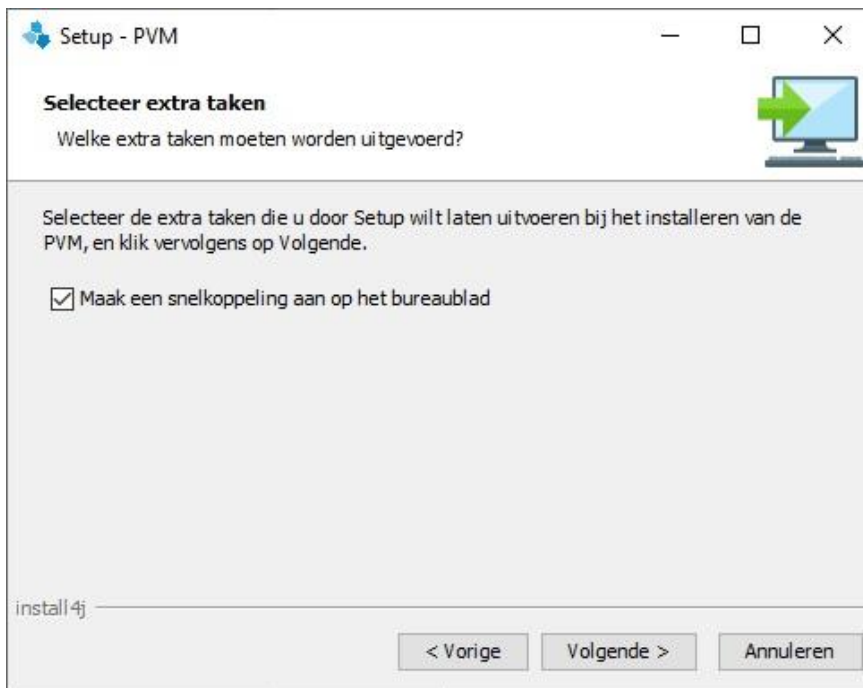 Setup - PVM
Selecteer extra taken
Welke extra taken moeten worden uitgevoerd?
Selecteer de extra taken die u door Setup wilt laten uitvoeren bij het installeren van de
PVM, en klik vervolgens op Volgende.
Maak een snelkoppeling aan op het bureaublad
install4j
< Vorige
Volgende >
Annuleren